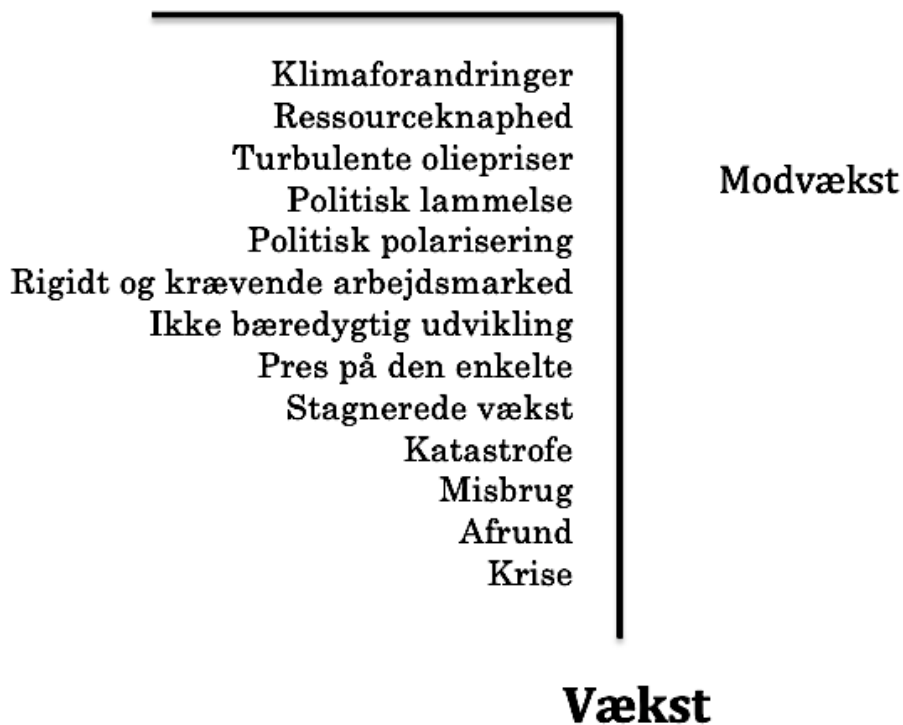 Klimaforandringer
Ressourceknaphed
Turbulente oliepriser
Modvækst
Politisk lammelse
Politisk polarisering
Rigidt og krævende arbejdsmarked
Ikke bæredygtig udvikling
Pres på den enkelte
Stagnerede vækst
Katastrofe
Misbrug
Afrund
Krise
Vækst